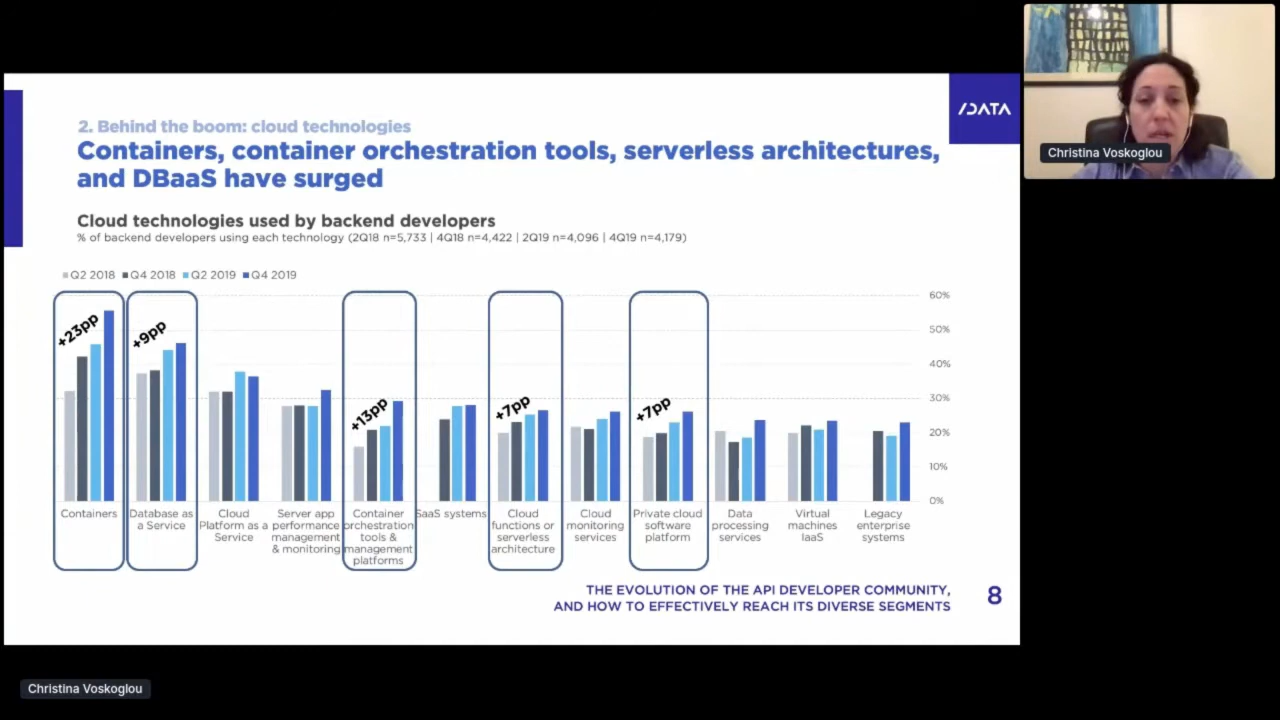 2. Behind the boom: cloud technologies
Containers, container orchestration tools, serverless architectures,
and DBaaS have surged
/DATA
Christina Voskoglou
Cloud technologies used by backend developers
% of backend developers using each technology (2Q18 n=5,733 | 4Q18 n=4,422 | 2Q19 n=4,096 | 4Q19 n=4,179)
Q2 2018 Q4 2018 Q2 2019 Q4 2019
60%
50%
40%
30%
20%
10%
0%
+23pp
+9pp
+13pp
+7pp
+7pp
Containers
Database as
a Service
Cloud
Platform as a
Service
Server app
performance
management
& monitoring
Container
orchestration
tools &
management
platforms
SaaS systems
Cloud
functions or
serverless
architecture
Cloud
monitoring
services
Private cloud
software
platform
Data
processing
services
Virtual
machines
IaaS
Legacy
enterprise
systems
THE EVOLUTION OF THE API DEVELOPER COMMUNITY,
AND HOW TO EFFECTIVELY REACH ITS DIVERSE SEGMENTS
8
Christina Voskoglou